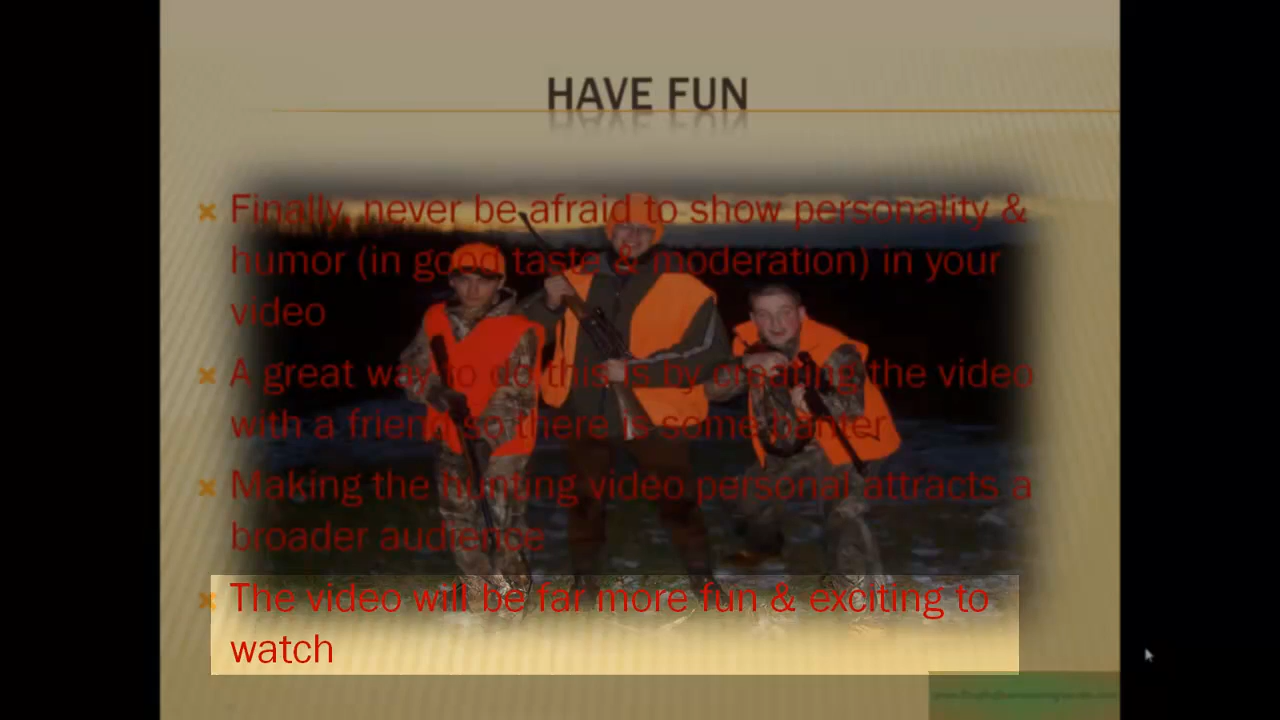 HAVE FUN
Finally, never be afraid to show personality &
humor (in good taste & moderation) in your
video
A great way to do this is by creating the video
with a friend so there is some banter
Making the hunting video personal attracts a
broader audience
The video will be far more fun & exciting to
watch